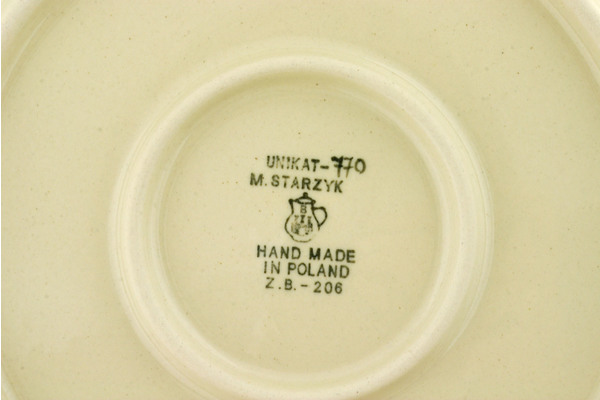 UNIKAT-770
M. STARZYK
B
HAND MADE
IN POLAND
Z.B.-206